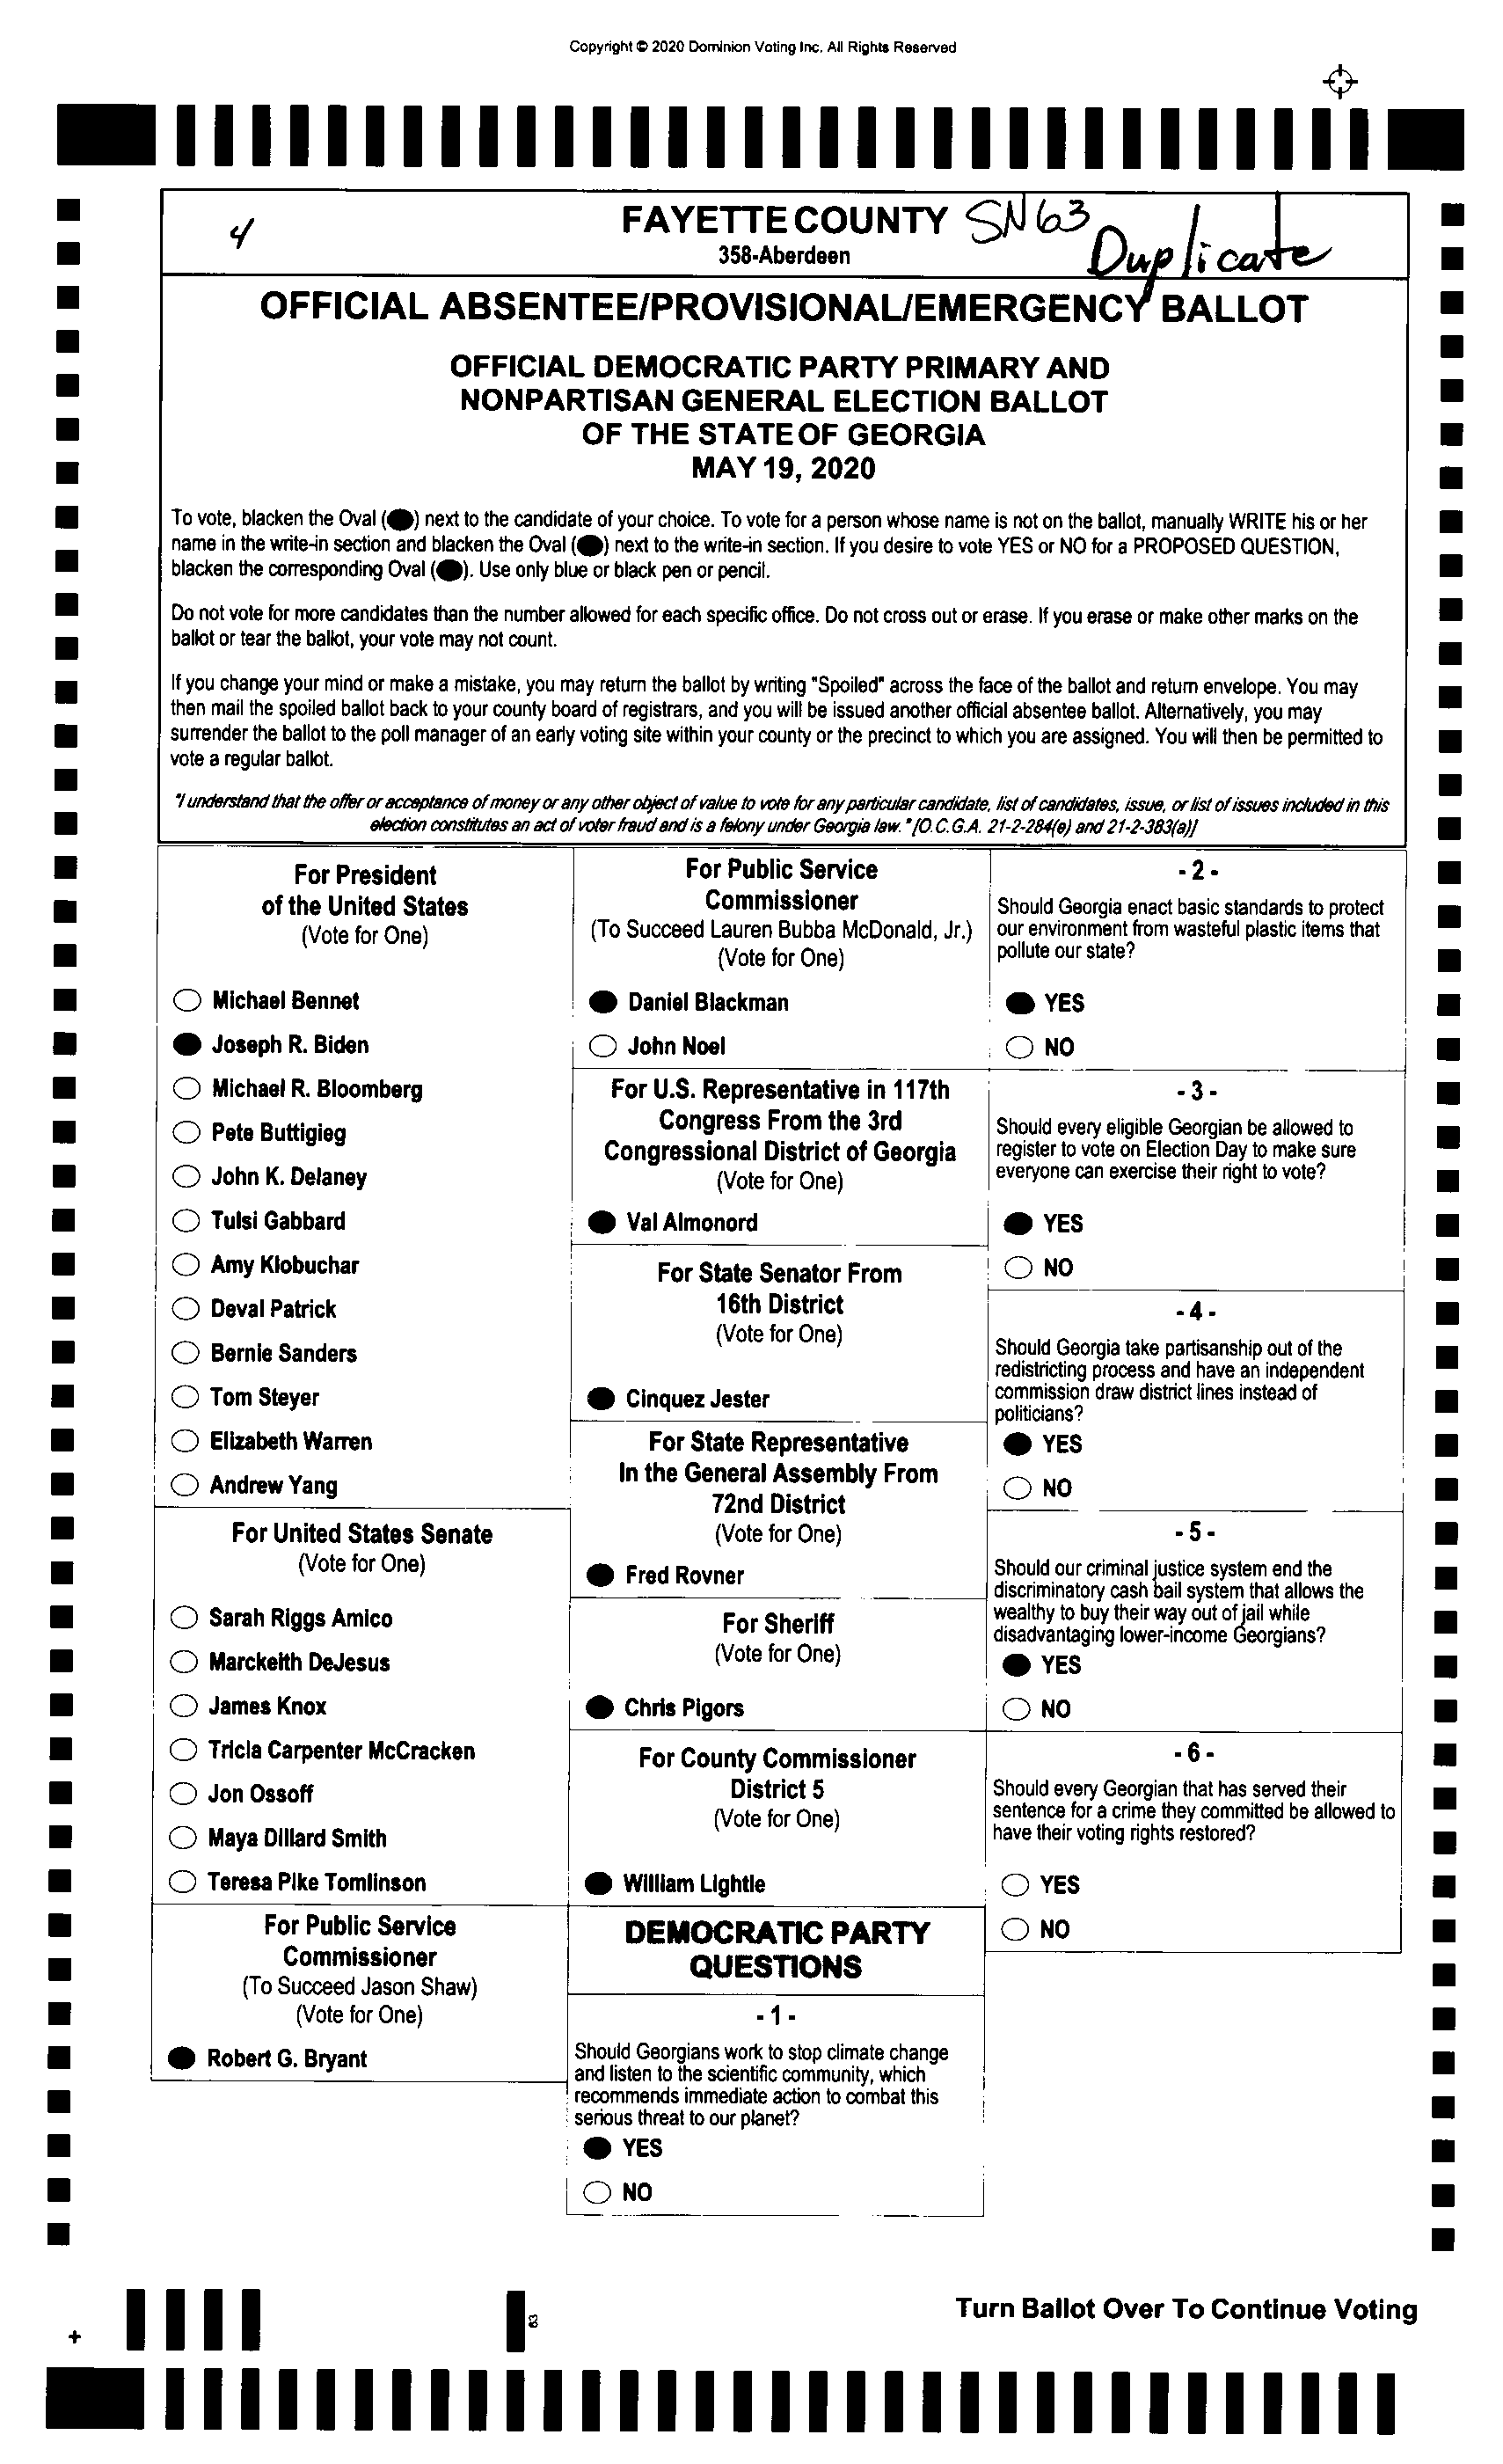 Copyright © 2020 Dominion Voting Inc. All Rights Reserved
4
FAYETTE COUNTY SN63
358-Aberdeen
Duplicate
OFFICIAL ABSENTEE/PROVISIONAL/EMERGENCY BALLOT
OFFICIAL DEMOCRATIC PARTY PRIMARY AND
NONPARTISAN GENERAL ELECTION BALLOT
OF THE STATE OF GEORGIA
MAY 19, 2020
To vote, blacken the Oval (●) next to the candidate of your choice. To vote for a person whose name is not on the ballot, manually WRITE his or her
name in the write-in section and blacken the Oval (●) next to the write-in section. If you desire to vote YES or NO for a PROPOSED QUESTION,
blacken the corresponding Oval (●). Use only blue or black pen or pencil.
Do not vote for more candidates than the number allowed for each specific office. Do not cross out or erase. If you erase or make other marks on the
ballot or tear the ballot, your vote may not count.
If you change your mind or make a mistake, you may return the ballot by writing "Spoiled" across the face of the ballot and return envelope. You may
then mail the spoiled ballot back to your county board of registrars, and you will be issued another official absentee ballot. Alternatively, you may
surrender the ballot to the poll manager of an early voting site within your county or the precinct to which you are assigned. You will then be permitted to
vote a regular ballot.
"I understand that the offer or acceptance of money or any other object of value to vote for any particular candidate, list of candidates, issue, or list of issues included in this
election constitutes an act of voter fraud and is a felony under Georgia law." [O.C.G.A. 21-2-284(e) and 21-2-383(a)]
For President
of the United States
(Vote for One)
Michael Bennet
Joseph R. Biden
Michael R. Bloomberg
Pete Buttigieg
John K. Delaney
Tulsi Gabbard
Amy Klobuchar
Deval Patrick
Bernie Sanders
Tom Steyer
Elizabeth Warren
Andrew Yang
For United States Senate
(Vote for One)
Sarah Riggs Amico
Marckeith DeJesus
James Knox
Tricia Carpenter McCracken
Jon Ossoff
Maya Dillard Smith
Teresa Pike Tomlinson
For Public Service
Commissioner
(To Succeed Jason Shaw)
(Vote for One)
Robert G. Bryant
For Public Service
Commissioner
(To Succeed Lauren Bubba McDonald, Jr.)
(Vote for One)
Daniel Blackman
John Noel
For U.S. Representative in 117th
Congress From the 3rd
Congressional District of Georgia
(Vote for One)
Val Almonord
For State Senator From
16th District
(Vote for One)
Cinquez Jester
For State Representative
In the General Assembly From
72nd District
(Vote for One)
Fred Rovner
For Sheriff
(Vote for One)
Chris Pigors
For County Commissioner
District 5
(Vote for One)
William Lightle
DEMOCRATIC PARTY
QUESTIONS
- 1 -
Should Georgians work to stop climate change
and listen to the scientific community, which
recommends immediate action to combat this
serious threat to our planet?
YES
NO
- 2 -
Should Georgia enact basic standards to protect
our environment from wasteful plastic items that
pollute our state?
YES
NO
- 3 -
Should every eligible Georgian be allowed to
register to vote on Election Day to make sure
everyone can exercise their right to vote?
YES
NO
- 4 -
Should Georgia take partisanship out of the
redistricting process and have an independent
commission draw district lines instead of
politicians?
YES
NO
- 5 -
Should our criminal justice system end the
discriminatory cash bail system that allows the
wealthy to buy their way out of jail while
disadvantaging lower-income Georgians?
YES
NO
- 6 -
Should every Georgian that has served their
sentence for a crime they committed be allowed to
have their voting rights restored?
YES
NO
Turn Ballot Over To Continue Voting
63